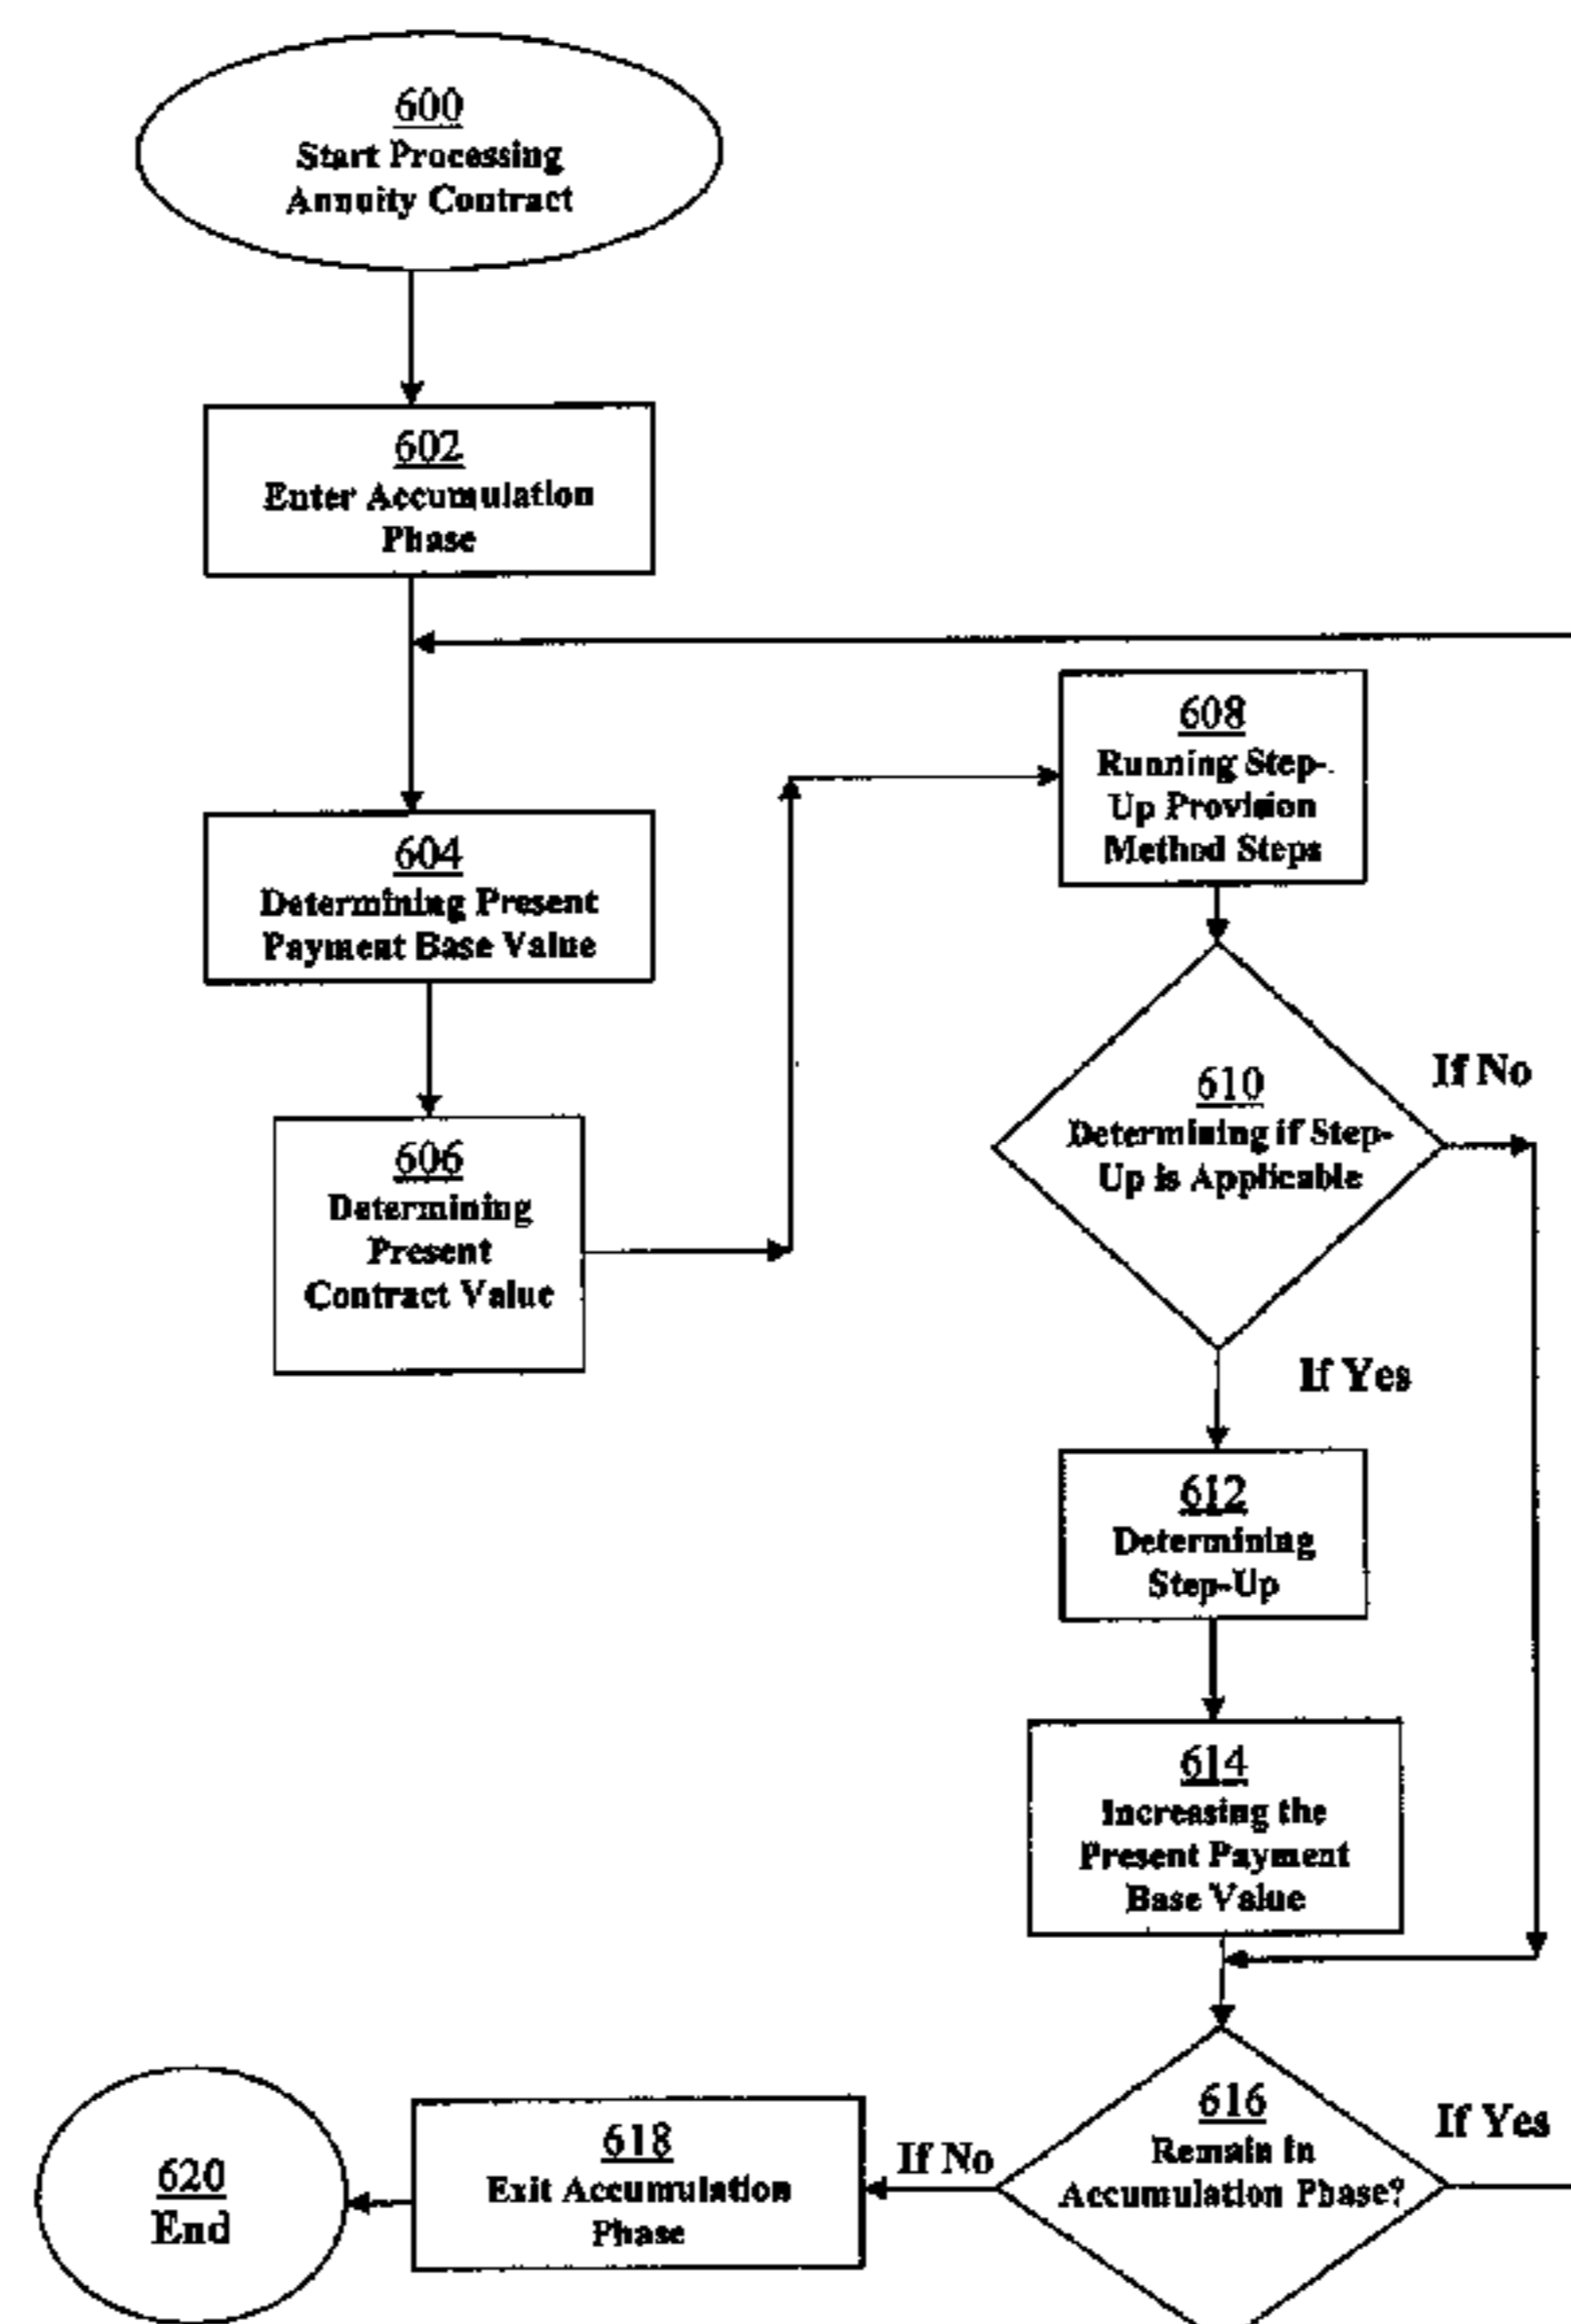 600
Start Processing
Annuity Contract
602
Enter Accumulation
Phase
604
Determining Present
Payment Base Value
606
Determining
Present
Contract Value
608
Running Step-
Up Provision
Method Steps
610
Determining if Step-
Up is Applicable
If No
If Yes
612
Determining
Step-Up
614
Increasing the
Present Payment
Base Value
616
Remain in
Accumulation Phase?
If Yes
If No
618
Exit Accumulation
Phase
620
End